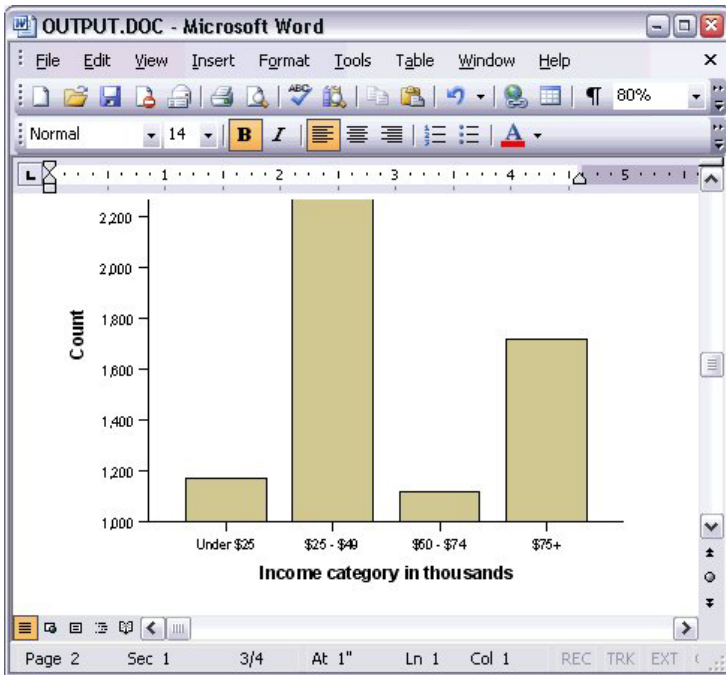 OUTPUT.DOC - Microsoft Word
File Edit View Insert Format Tools Table Window Help
ABC ¶ 80%
Normal 14 B I A
L 1 2 3 4 5
2,200
2,000
1,800
1,600
1,400
1,200
1,000
Count
Under $25 $25 - $49 $50 - $74 $75+
Income category in thousands
Page 2 Sec 1 3/4 At 1" Ln 1 Col 1 REC TRK EXT